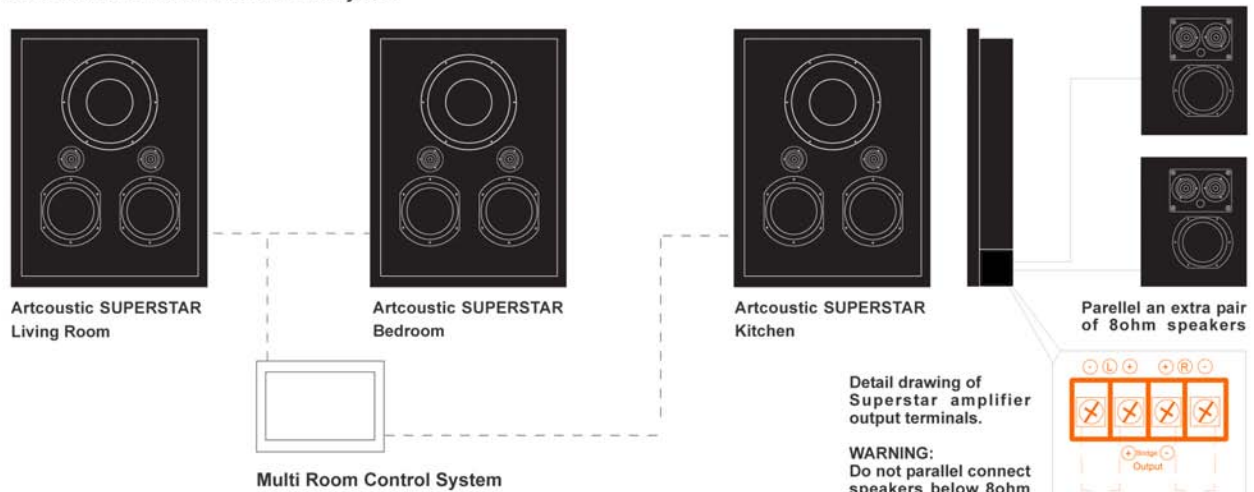 Artcoustic SUPERSTAR
Living Room
Artcoustic SUPERSTAR
Bedroom
Artcoustic SUPERSTAR
Kitchen
Parellel an extra pair
of 8ohm speakers
Multi Room Control System
Detail drawing of
Superstar amplifier
output terminals.
WARNING:
Do not parallel connect
speakers below 8ohm
- L + + R -
+ Bridge -
Output